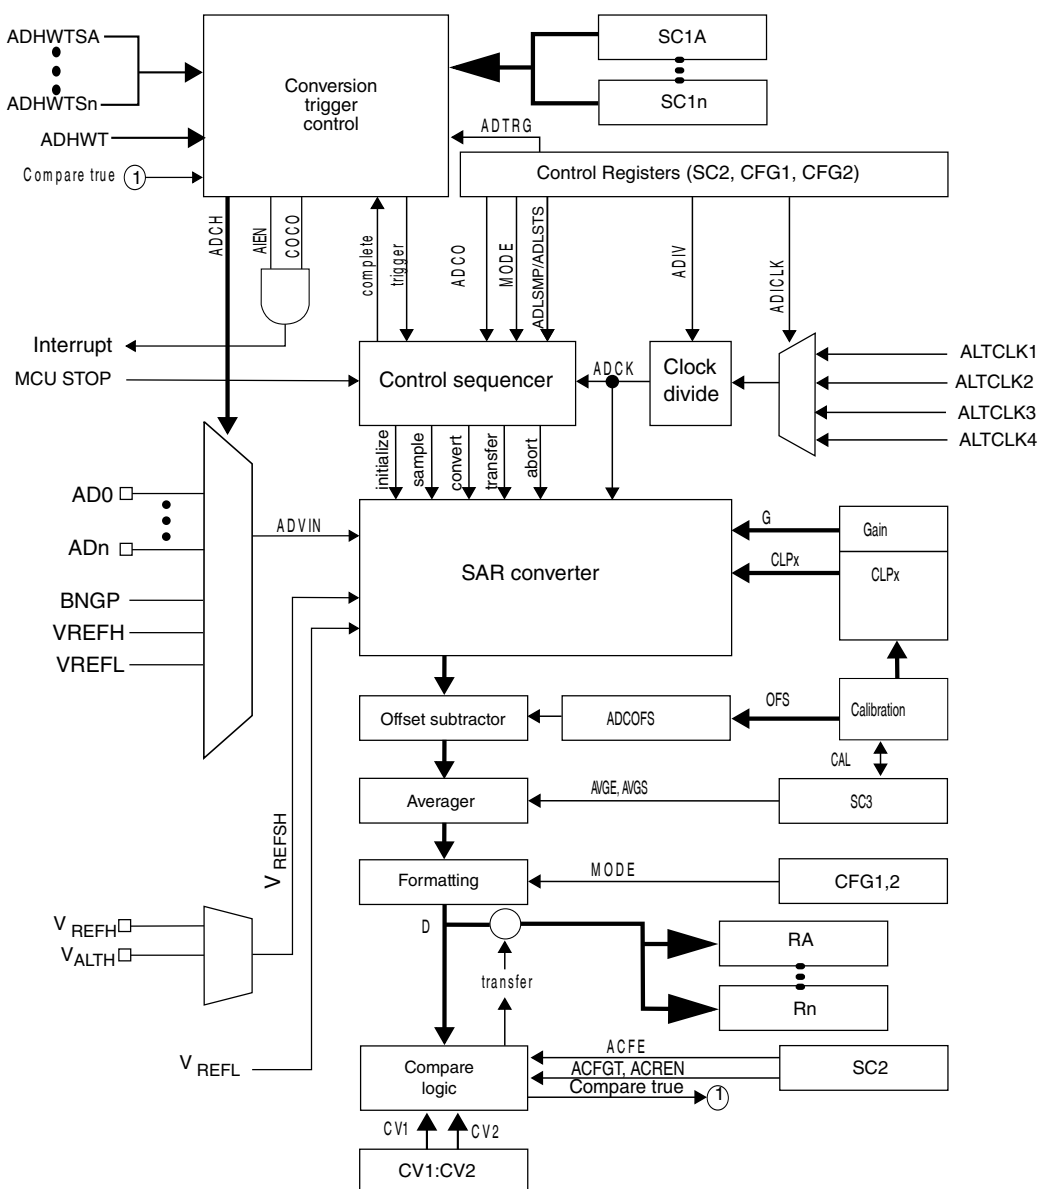 ADHWTSA
ADHWTSn
ADHWT
Compare true 1
Conversion
trigger
control
SC1A
SC1n
ADTRG
Control Registers (SC2, CFG1, CFG2)
ADCH
AIEN
COCO
complete
trigger
ADCO
MODE
ADLSMP/ADLSTS
ADIV
ADICLK
Interrupt
MCU STOP
Control sequencer
ADCK
Clock
divide
ALTCLK1
ALTCLK2
ALTCLK3
ALTCLK4
initialize
sample
convert
transfer
abort
AD0
ADn
BNGP
VREFH
VREFL
ADVIN
SAR converter
G
CLPx
Gain
CLPx
Offset subtractor
ADCOFS
OFS
Calibration
CAL
Averager
AVGE, AVGS
SC3
Formatting
MODE
CFG1,2
V REFSH
V REFH
VALTH
V REFL
D
transfer
RA
Rn
Compare
logic
ACFE
ACFGT, ACREN
Compare true
1
SC2
CV1
CV2
CV1:CV2